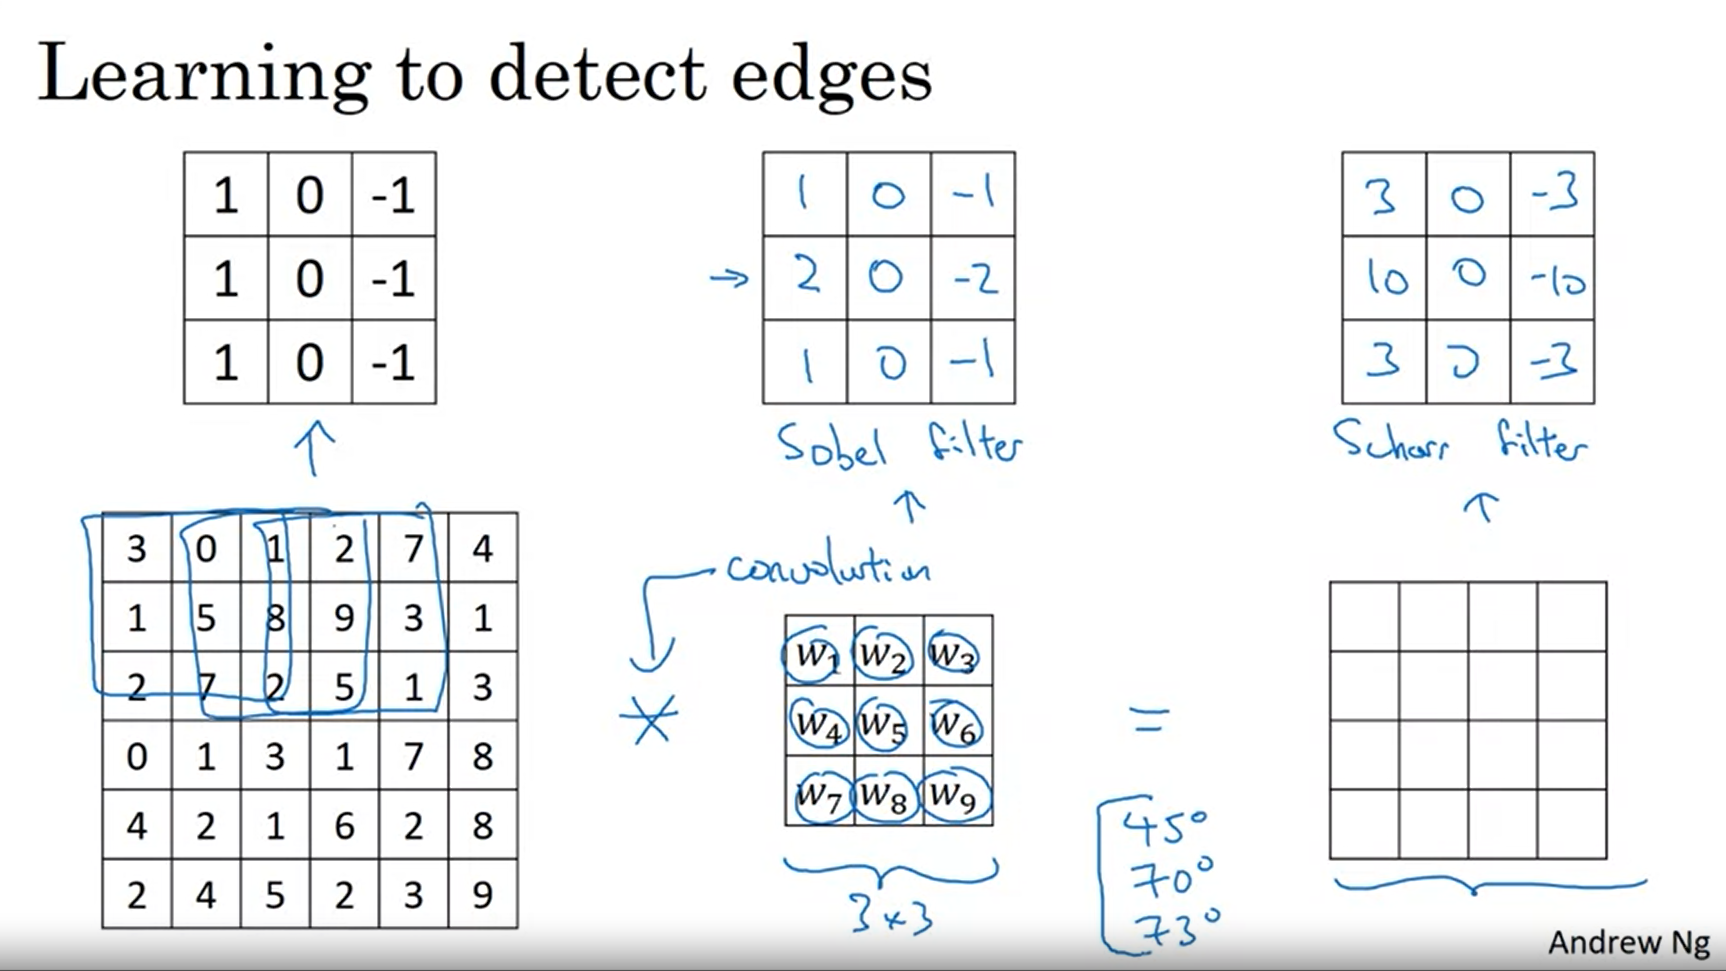 Learning to detect edges
1 0 -1
1 0 -1
1 0 -1
1 0 -1
2 0 -2
1 0 -1
Sobel filter
3 0 -3
10 0 -10
3 0 -3
Scharr filter
3 0 1 2 7 4
1 5 8 9 3 1
2 7 2 5 1 3
0 1 3 1 7 8
4 2 1 6 2 8
2 4 5 2 3 9
convolution
*
w₁ w₂ w₃
w₄ w₅ w₆
w₇ w₈ w₉
3×3
=
45°
70°
73°
Andrew Ng